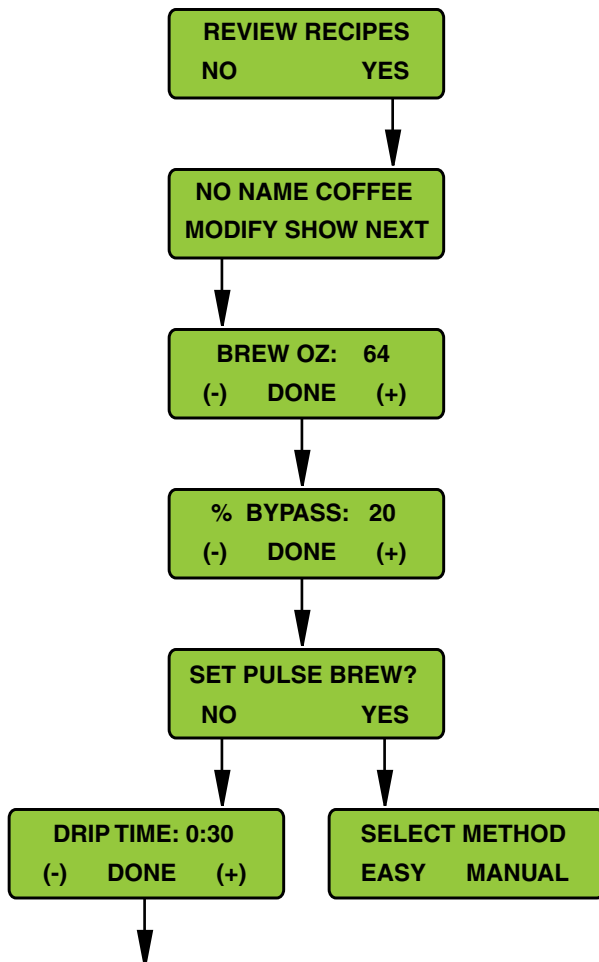 REVIEW RECIPES
NO YES
NO NAME COFFEE
MODIFY SHOW NEXT
BREW OZ: 64
(-) DONE (+)
% BYPASS: 20
(-) DONE (+)
SET PULSE BREW?
NO YES
DRIP TIME: 0:30
(-) DONE (+)
SELECT METHOD
EASY MANUAL